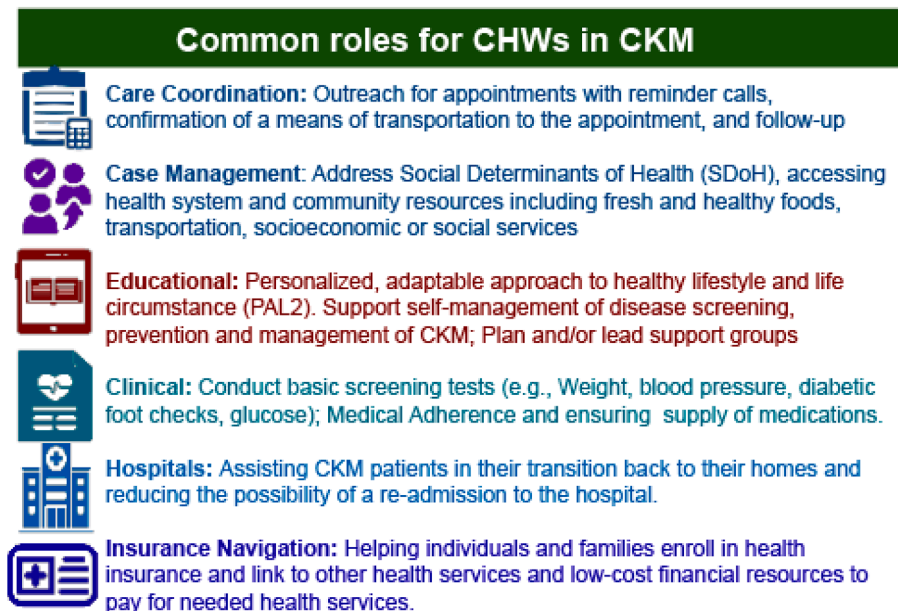 Common roles for CHWs in CKM
Care Coordination: Outreach for appointments with reminder calls,
confirmation of a means of transportation to the appointment, and follow-up
Case Management: Address Social Determinants of Health (SDoH), accessing
health system and community resources including fresh and healthy foods,
transportation, socioeconomic or social services
Educational: Personalized, adaptable approach to healthy lifestyle and life
circumstance (PAL2). Support self-management of disease screening,
prevention and management of CKM; Plan and/or lead support groups
Clinical: Conduct basic screening tests (e.g., Weight, blood pressure, diabetic
foot checks, glucose); Medical Adherence and ensuring supply of medications.
Hospitals: Assisting CKM patients in their transition back to their homes and
reducing the possibility of a re-admission to the hospital.
Insurance Navigation: Helping individuals and families enroll in health
insurance and link to other health services and low-cost financial resources to
pay for needed health services.